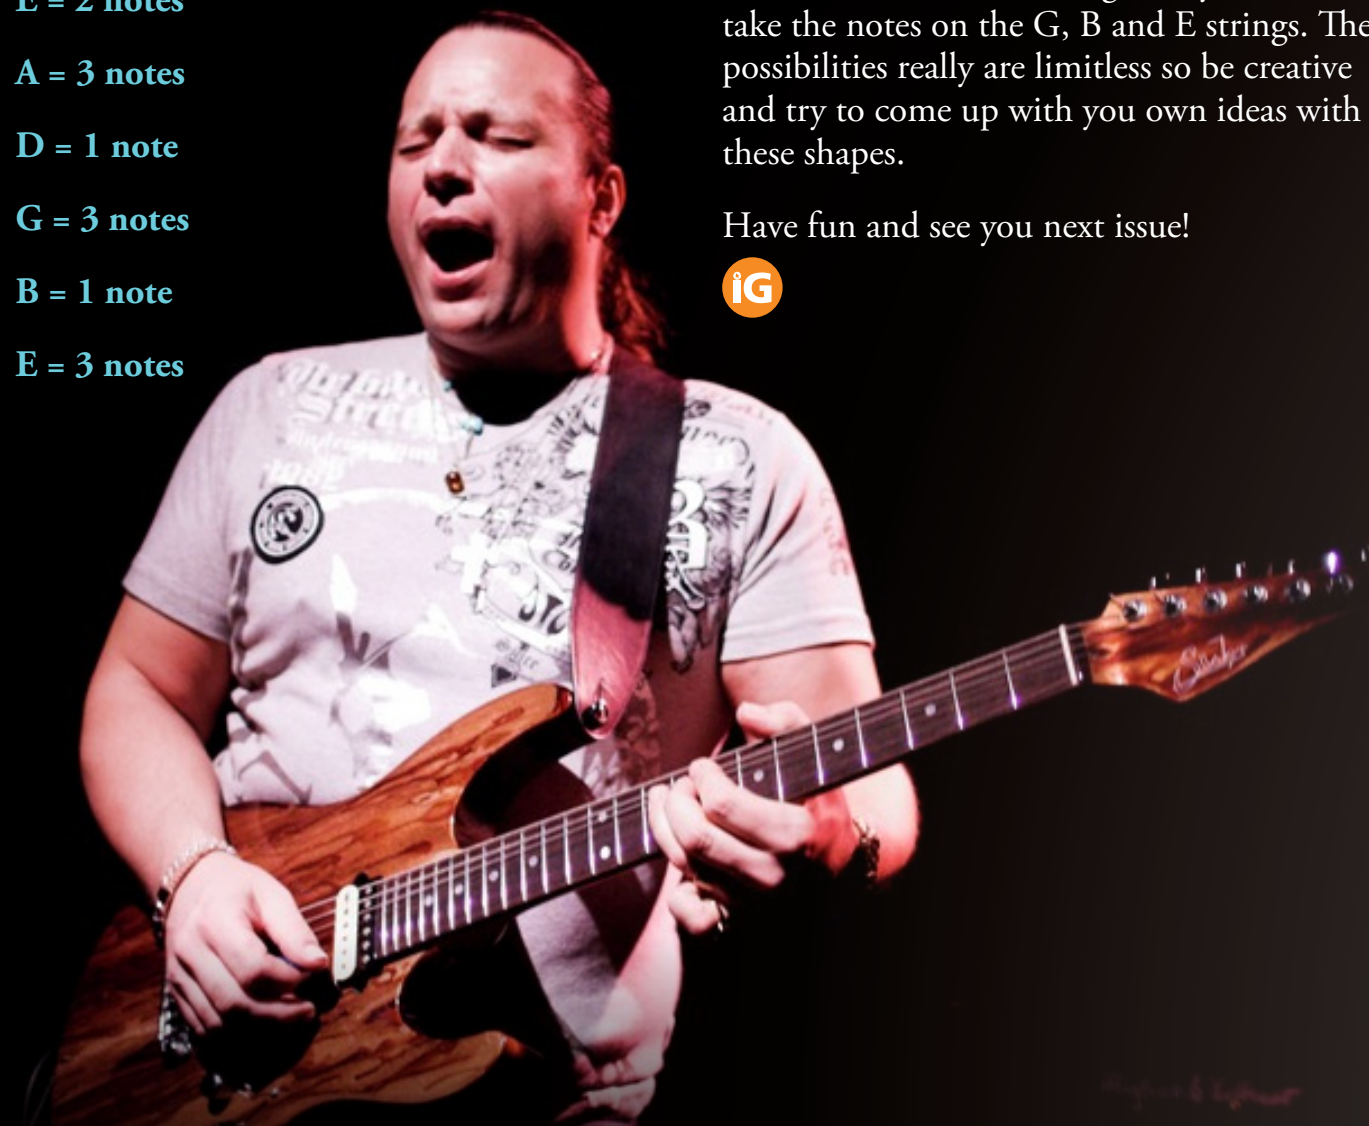 E = 2 notes
A = 3 notes
D = 1 note
G = 3 notes
B = 1 note
E = 3 notes
take the notes on the G, B and E strings. The
possibilities really are limitless so be creative
and try to come up with you own ideas with
these shapes.
Have fun and see you next issue!
iG